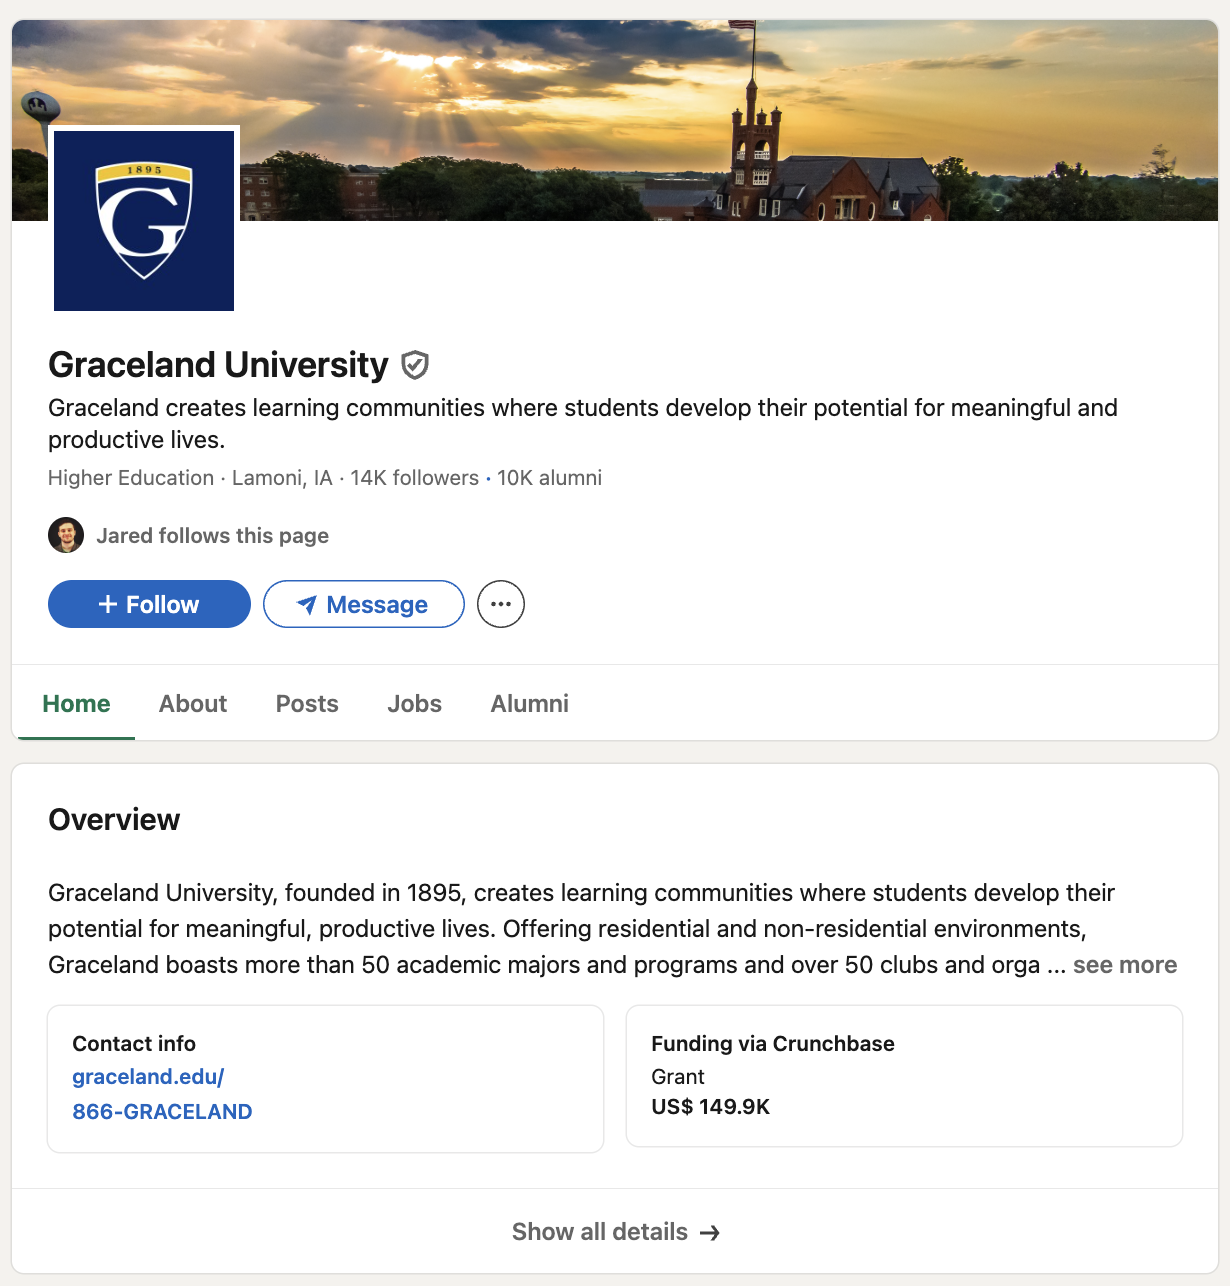 1895
G
Graceland University
Graceland creates learning communities where students develop their potential for meaningful and
productive lives.
Higher Education · Lamoni, IA · 14K followers · 10K alumni
Jared follows this page
+ Follow
Message
...
Home
About
Posts
Jobs
Alumni
Overview
Graceland University, founded in 1895, creates learning communities where students develop their
potential for meaningful, productive lives. Offering residential and non-residential environments,
Graceland boasts more than 50 academic majors and programs and over 50 clubs and orga ... see more
Contact info
graceland.edu/
866-GRACELAND
Funding via Crunchbase
Grant
US$ 149.9K
Show all details →